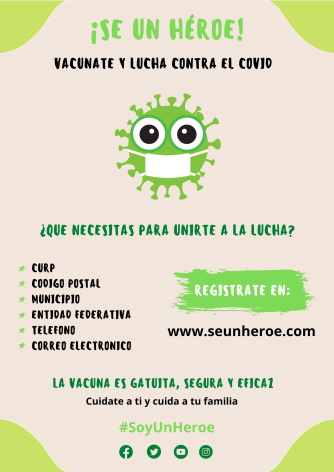 ¡SE UN HÉROE!
VACUNATE Y LUCHA CONTRA EL COVID
¿QUE NECESITAS PARA UNIRTE A LA LUCHA?
CURP
CODIGO POSTAL
MUNICIPIO
ENTIDAD FEDERATIVA
TELEFONO
CORREO ELECTRONICO
REGISTRATE EN:
www.seunheroe.com
LA VACUNA ES GATUITA, SEGURA Y EFICAZ
Cuidate a ti y cuida a tu familia
#SoyUnHeroe